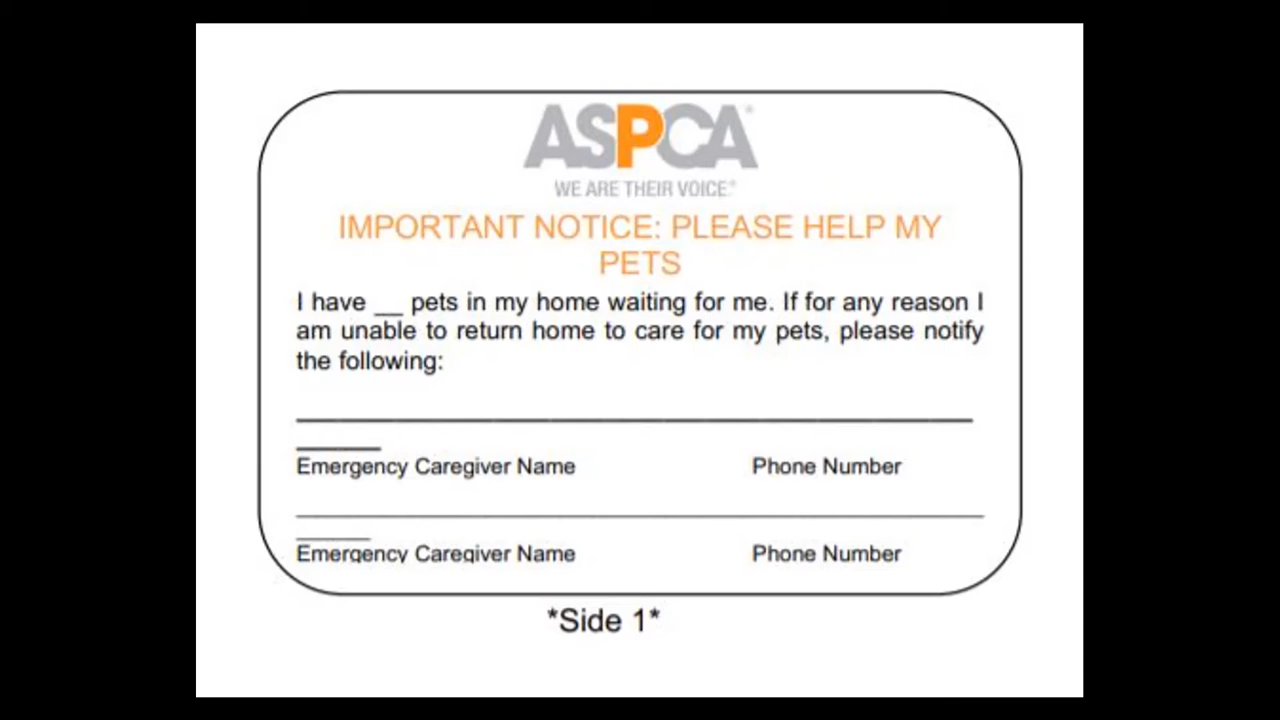 ASPCA®
WE ARE THEIR VOICE®
IMPORTANT NOTICE: PLEASE HELP MY
PETS
I have __ pets in my home waiting for me. If for any reason I
am unable to return home to care for my pets, please notify
the following:
Emergency Caregiver Name Phone Number
Emergency Caregiver Name Phone Number
*Side 1*